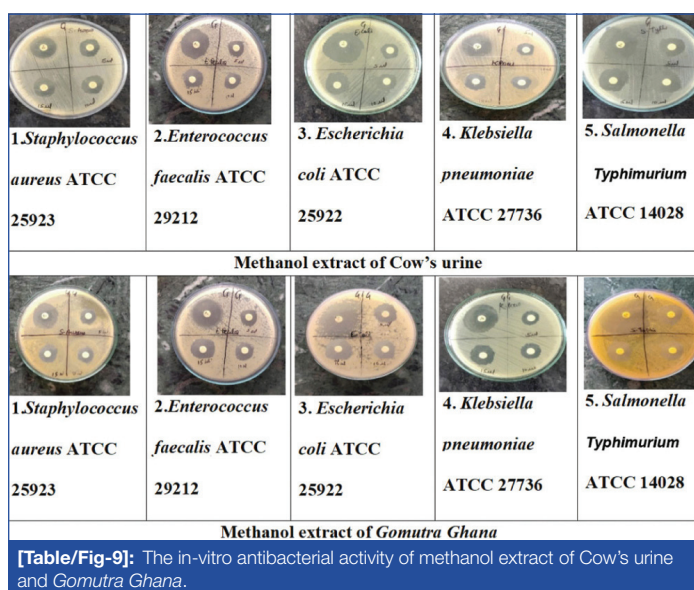 1.Staphylococcus
aureus ATCC
25923
2.Enterococcus
faecalis ATCC
29212
3. Escherichia
coli ATCC
25922
4. Klebsiella
pneumoniae
ATCC 27736
5. Salmonella
Typhimurium
ATCC 14028
Methanol extract of Cow's urine
1.Staphylococcus
aureus ATCC
25923
2.Enterococcus
faecalis ATCC
29212
3. Escherichia
coli ATCC
25922
4. Klebsiella
pneumoniae
ATCC 27736
5. Salmonella
Typhimurium
ATCC 14028
Methanol extract of Gomutra Ghana
[Table/Fig-9]: The in-vitro antibacterial activity of methanol extract of Cow's urine
and Gomutra Ghana.